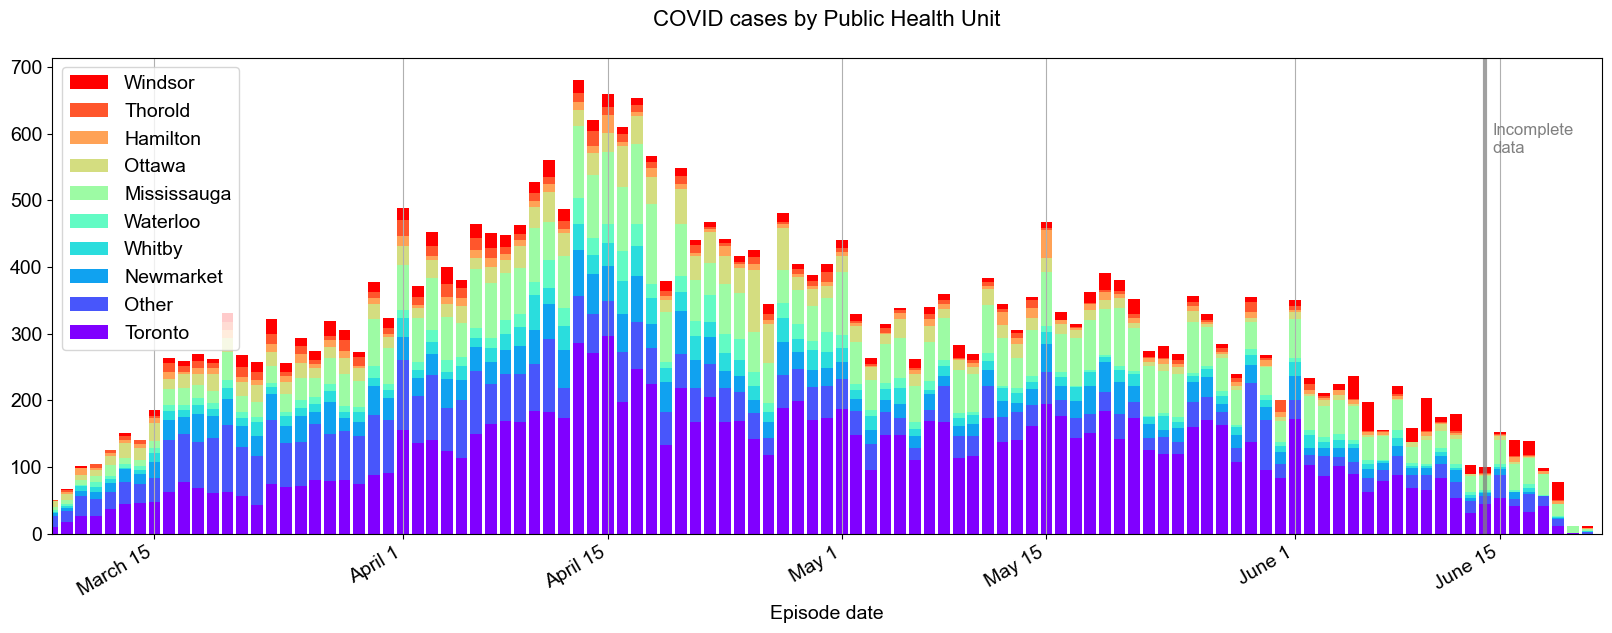 COVID cases by Public Health Unit
700
600
500
400
300
200
100
0
Windsor
Thorold
Hamilton
Ottawa
Mississauga
Waterloo
Whitby
Newmarket
Other
Toronto
Incomplete
data
March 15
April 1
April 15
May 1
May 15
June 1
June 15
Episode date